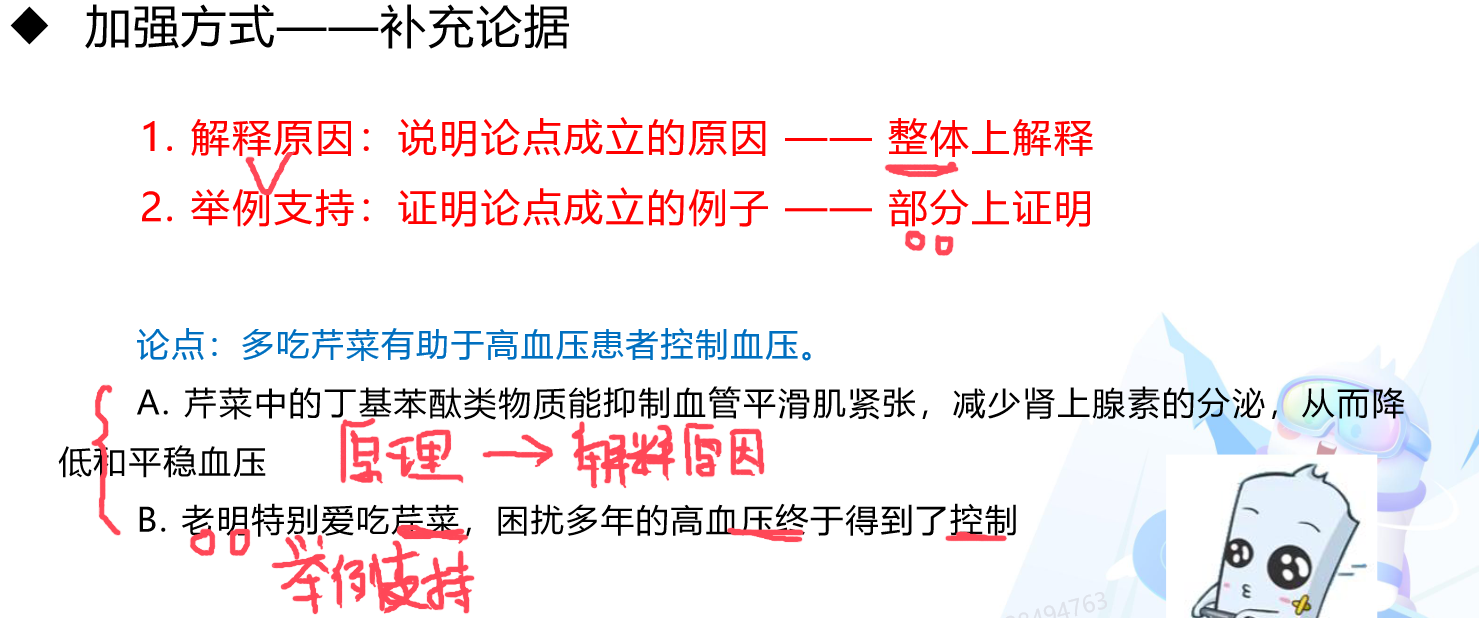 ◆ 加强方式——补充论据
1. 解释原因：说明论点成立的原因 —— 整体上解释
2. 举例支持：证明论点成立的例子 —— 部分上证明
论点：多吃芹菜有助于高血压患者控制血压。
A. 芹菜中的丁基苯酞类物质能抑制血管平滑肌紧张，减少肾上腺素的分泌，从而降
低和平稳血压
原理 → 解释原因
B. 老明特别爱吃芹菜，困扰多年的高血压终于得到了控制
举例支持